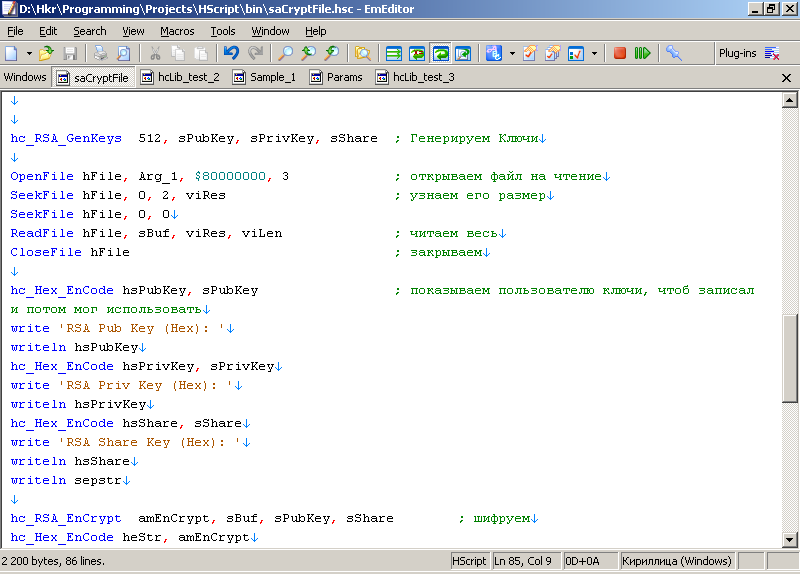 D:\Hkr\Programming\Projects\HScript\bin\saCryptFile.hsc - EmEditor
File Edit Search View Macros Tools Window Help
Plug-ins
Windows saCryptFile hcLib_test_2 Sample_1 Params hcLib_test_3
↓
↓
hc_RSA_GenKeys 512, sPubKey, sPrivKey, sShare ; Генерируем Ключи↓
↓
OpenFile hFile, Arg_1, $80000000, 3 ; открываем файл на чтение↓
SeekFile hFile, 0, 2, viRes ; узнаем его размер↓
SeekFile hFile, 0, 0↓
ReadFile hFile, sBuf, viRes, viLen ; читаем весь↓
CloseFile hFile ; закрываем↓
↓
hc_Hex_EnCode hsPubKey, sPubKey ; показываем пользователю ключи, чтоб записал
и потом мог использовать↓
write 'RSA Pub Key (Hex): '↓
writeln hsPubKey↓
hc_Hex_EnCode hsPrivKey, sPrivKey↓
write 'RSA Priv Key (Hex): '↓
writeln hsPrivKey↓
hc_Hex_EnCode hsShare, sShare↓
write 'RSA Share Key (Hex): '↓
writeln hsShare↓
writeln sepstr↓
↓
hc_RSA_EnCrypt amEnCrypt, sBuf, sPubKey, sShare ; шифруем↓
hc_Hex_EnCode heStr, amEnCrypt↓
2 200 bytes, 86 lines. HScript Ln 85, Col 9 0D+0A Кириллица (Windows)